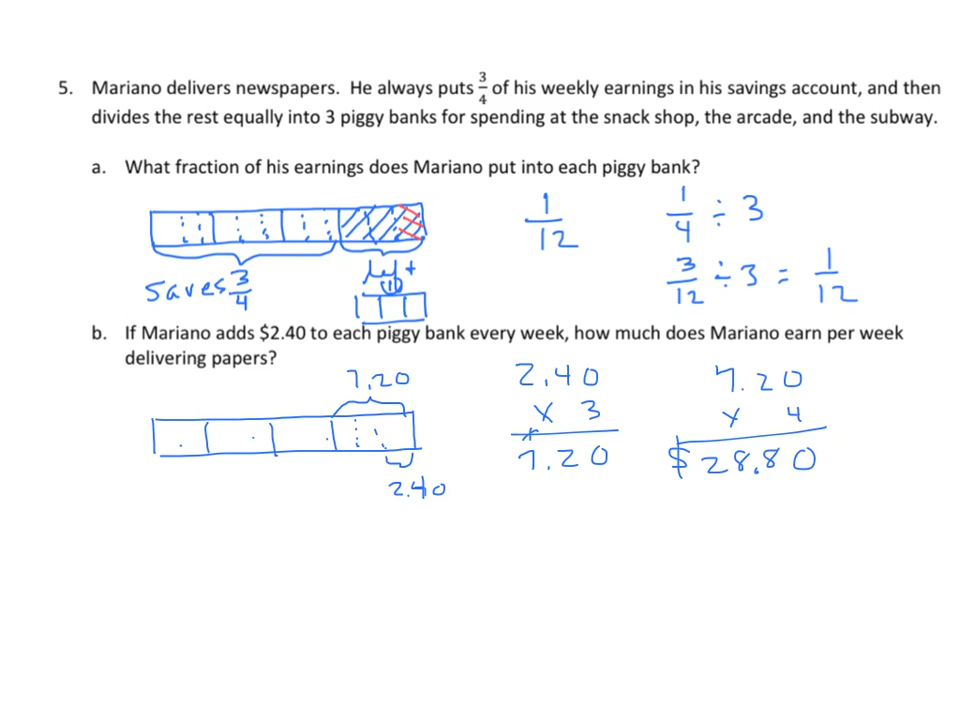 5. Mariano delivers newspapers. He always puts 3/4 of his weekly earnings in his savings account, and then
divides the rest equally into 3 piggy banks for spending at the snack shop, the arcade, and the subway.
a. What fraction of his earnings does Mariano put into each piggy bank?
1/12
1/4 ÷ 3
saves 3/4
left
3/12 ÷ 3 = 1/12
b. If Mariano adds $2.40 to each piggy bank every week, how much does Mariano earn per week
delivering papers?
7.20
2.40
2.40
x 3
7.20
7.20
x 4
$28.80